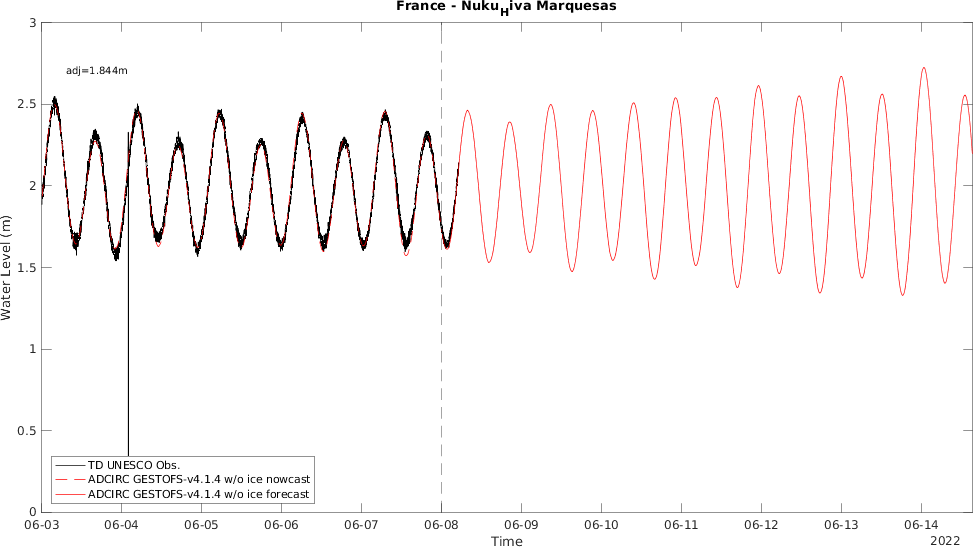 France - Nuku_Hiva Marquesas
3
adj=1.844m
2.5
2
Water Level (m)
1.5
1
0.5
TD UNESCO Obs.
ADCIRC GESTOFS-v4.1.4 w/o ice nowcast
ADCIRC GESTOFS-v4.1.4 w/o ice forecast
0
06-03 06-04 06-05 06-06 06-07 06-08 06-09 06-10 06-11 06-12 06-13 06-14
Time
2022